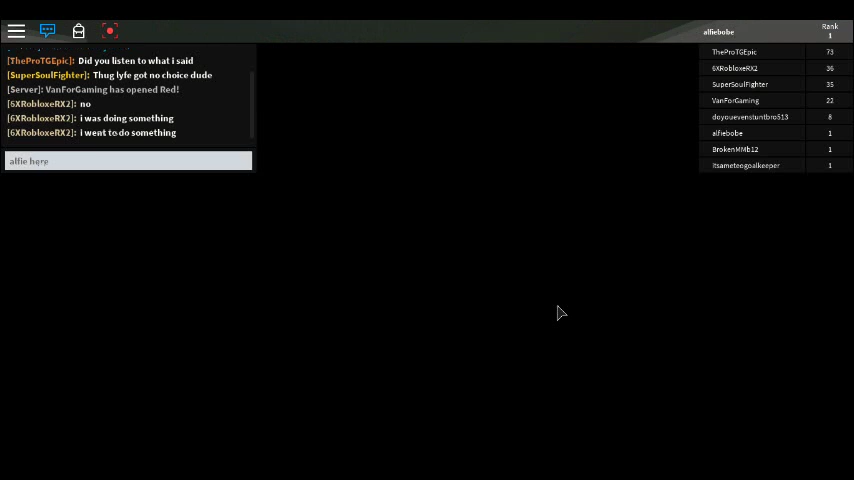 alfiebobe
Rank
1
[TheProTGEpic]: Did you listen to what i said
[SuperSoulFighter]: Thug lyfe got no choice dude
[Server]: VanForGaming has opened Red!
[6XRobloxeRX2]: no
[6XRobloxeRX2]: i was doing something
[6XRobloxeRX2]: i went to do something
alfie here
TheProTGEpic 73
6XRobloxeRX2 36
SuperSoulFighter 35
VanForGaming 22
doyouevenstuntbro513 8
alfiebobe 1
BrokenMMb12 1
itsameteogoalkeeper 1